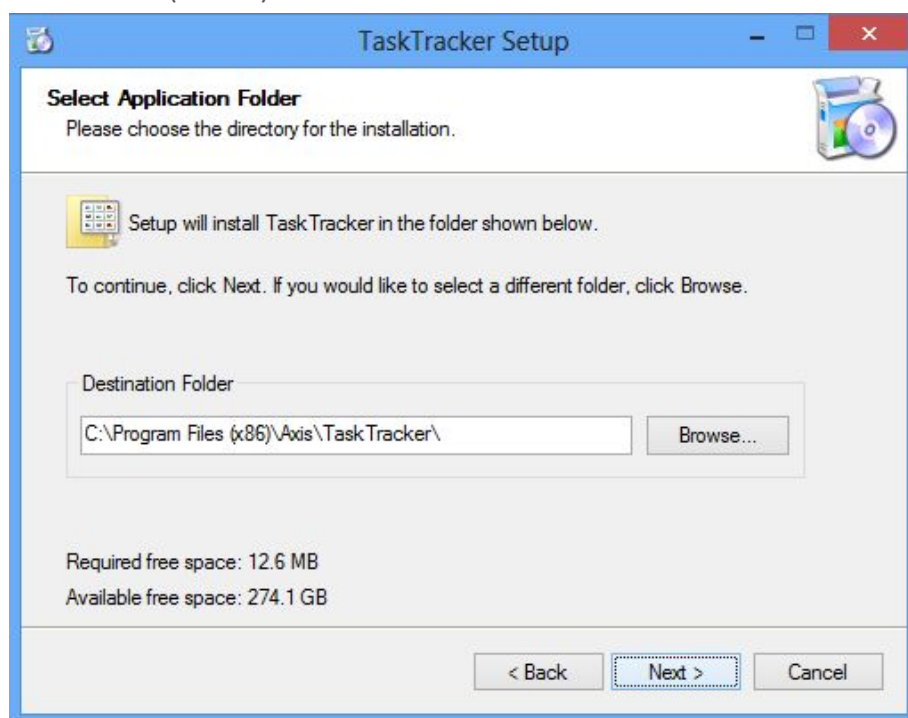 TaskTracker Setup
Select Application Folder
Please choose the directory for the installation.
Setup will install TaskTracker in the folder shown below.
To continue, click Next. If you would like to select a different folder, click Browse.
Destination Folder
C:\Program Files (x86)\Axis\TaskTracker\
Browse...
Required free space: 12.6 MB
Available free space: 274.1 GB
< Back
Next >
Cancel